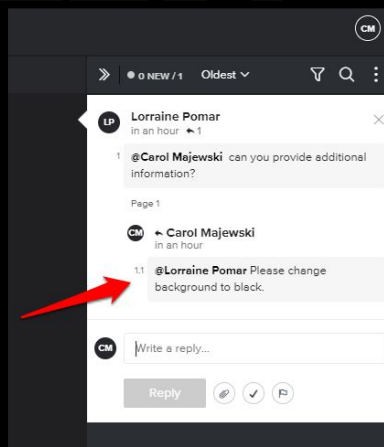 CM
0 NEW / 1 Oldest
LP Lorraine Pomar
in an hour 1
1 @Carol Majewski can you provide additional
information?
Page 1
CM Carol Majewski
in an hour
1.1 @Lorraine Pomar Please change
background to black.
CM Write a reply...
Reply